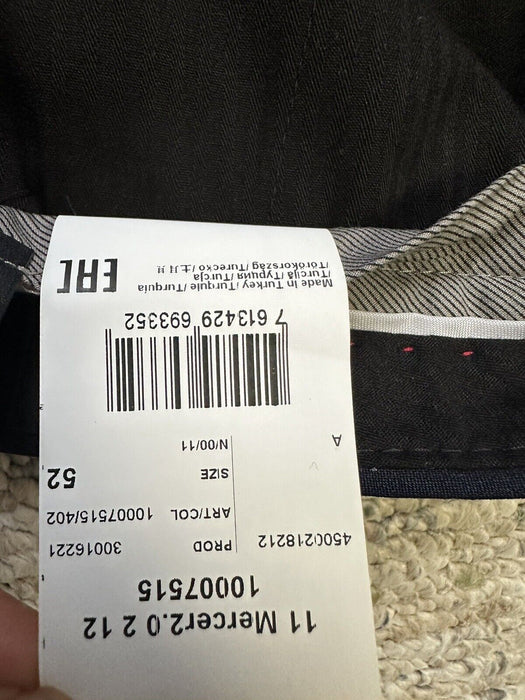 11 Mercer2.0 2 12
10007515
4500218212 PROD 30016221
ART/COL 10007515/402
SIZE 52
A N/00/11
7 613429 693352
Made In Turkey/Turquie/Turquia
/Turcija/Турция/Turcja
/Törökország/Turecko/土耳其
EAC